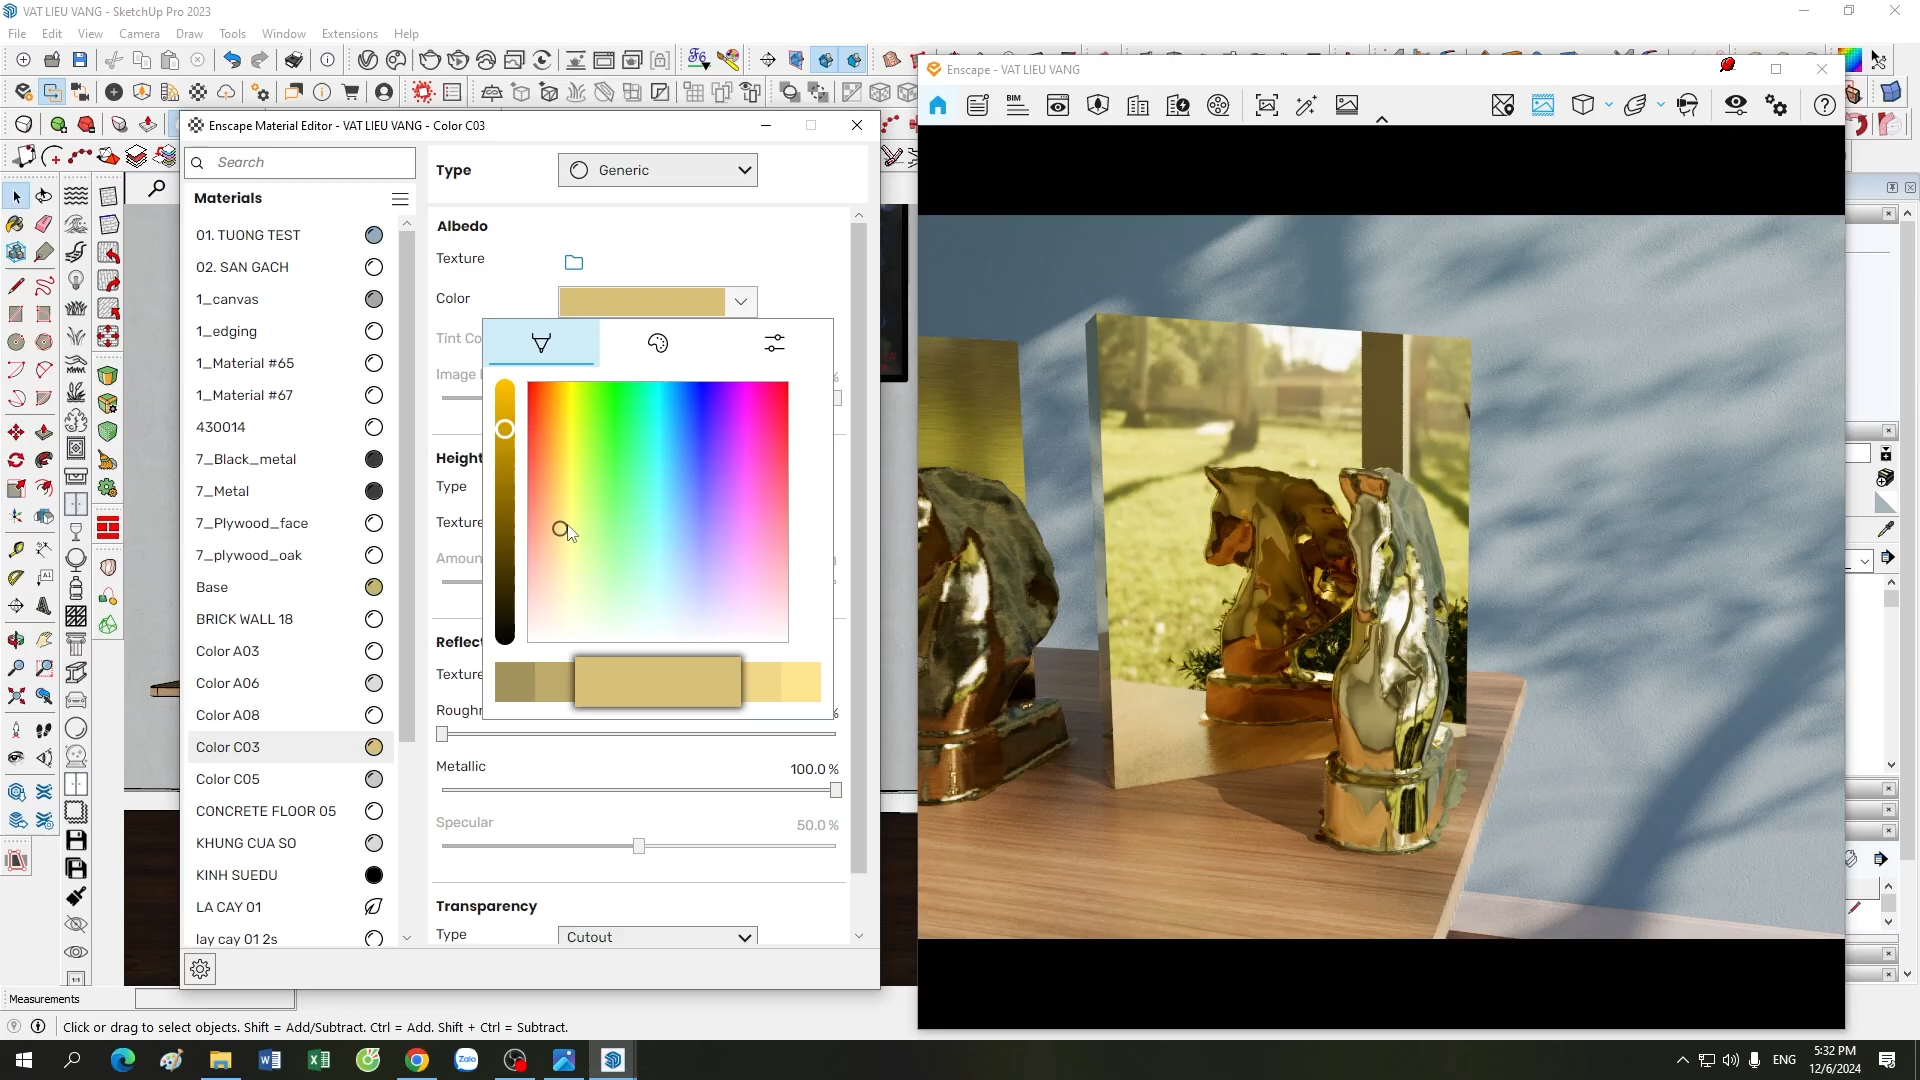 VAT LIEU VANG - SketchUp Pro 2023
File Edit View Camera Draw Tools Window Extensions Help
Enscape - VAT LIEU VANG
BIM
Enscape Material Editor - VAT LIEU VANG - Color C03
Search
Materials
01. TUONG TEST
02. SAN GACH
1_canvas
1_edging
1_Material #65
1_Material #67
430014
7_Black_metal
7_Metal
7_Plywood_face
7_plywood_oak
Base
BRICK WALL 18
Color A03
Color A06
Color A08
Color C03
Color C05
CONCRETE FLOOR 05
KHUNG CUA SO
KINH SUEDU
LA CAY 01
lay cay 01 2s
Type Generic
Albedo
Texture
Color
Tint Co
Image
%
Height
Type
Texture
Amoun
Reflect
Texture
Roughn
%
Metallic 100.0 %
Specular 50.0 %
Transparency
Type Cutout
Measurements
Click or drag to select objects. Shift = Add/Subtract. Ctrl = Add. Shift + Ctrl = Subtract.
Zalo
ENG
5:32 PM
12/6/2024